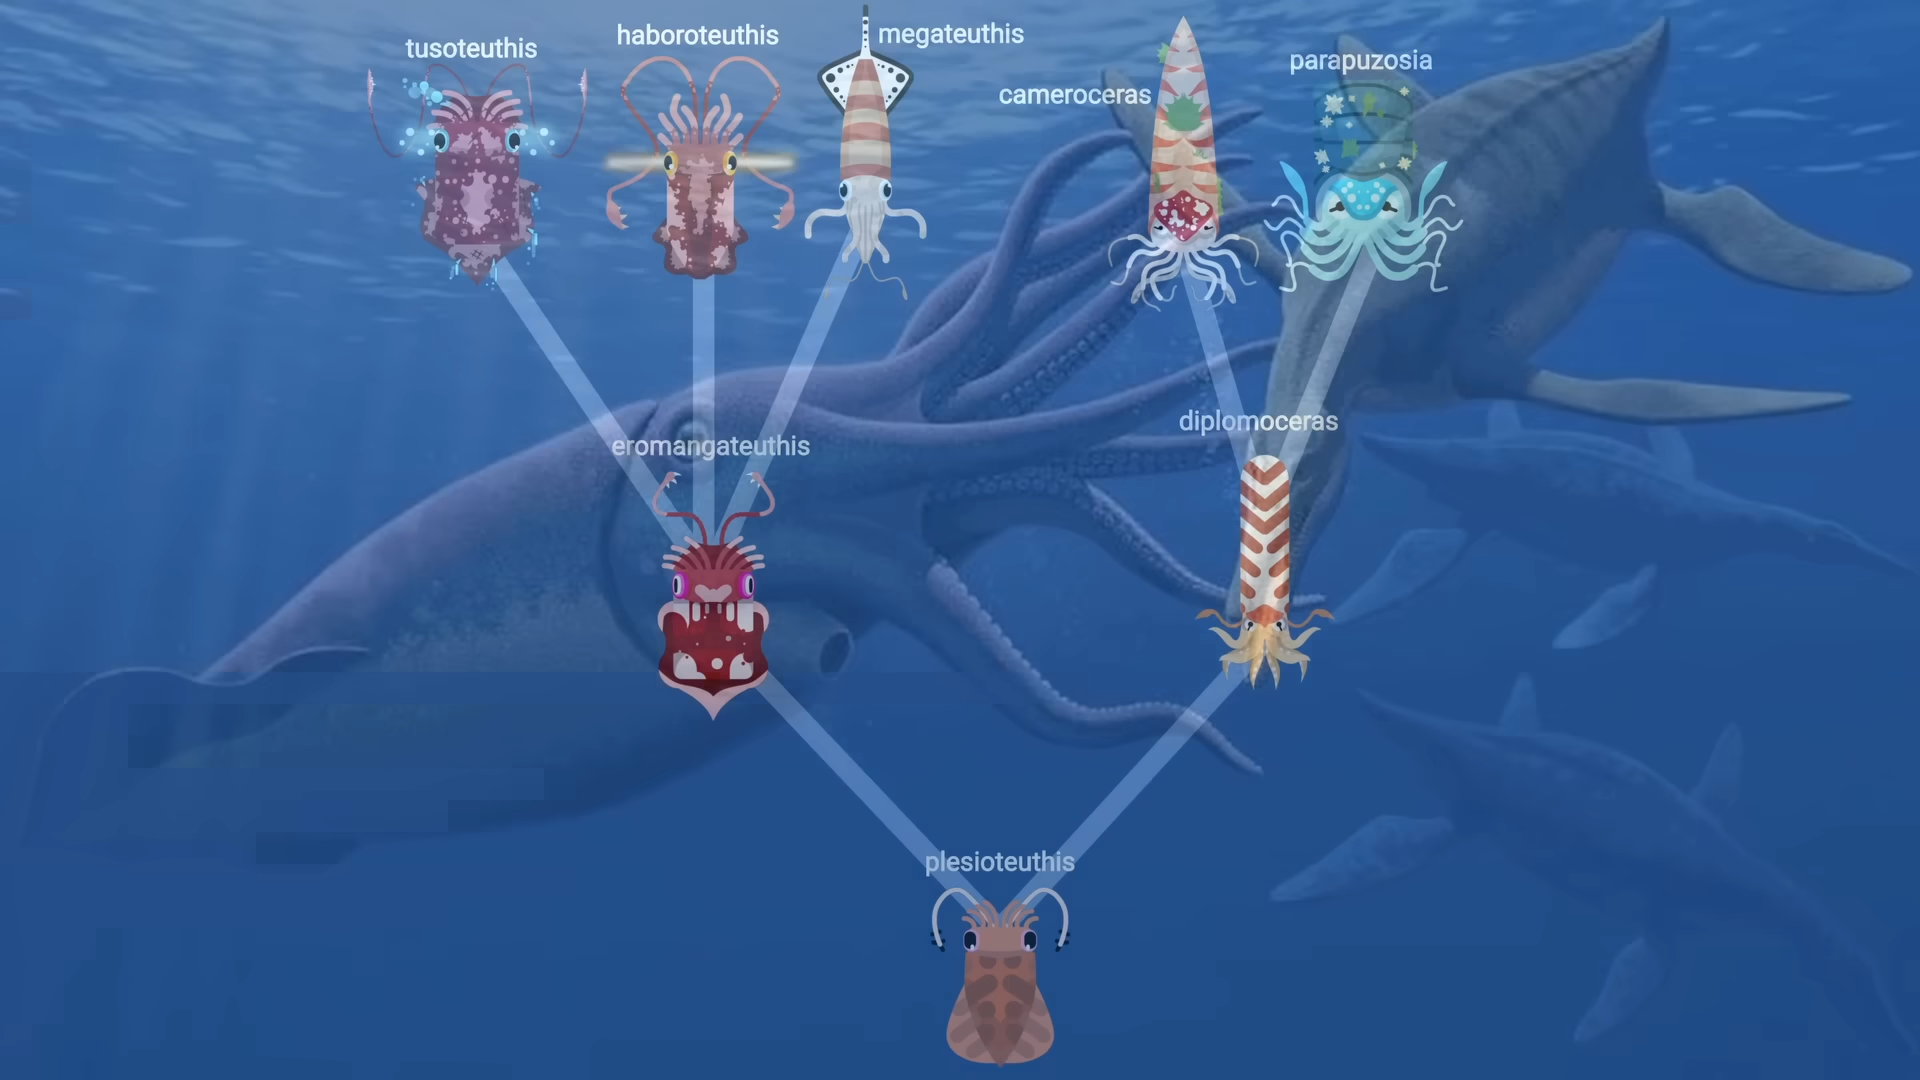 tusoteuthis
haboroteuthis
megateuthis
cameroceras
parapuzosia
eromangateuthis
diplomoceras
plesioteuthis